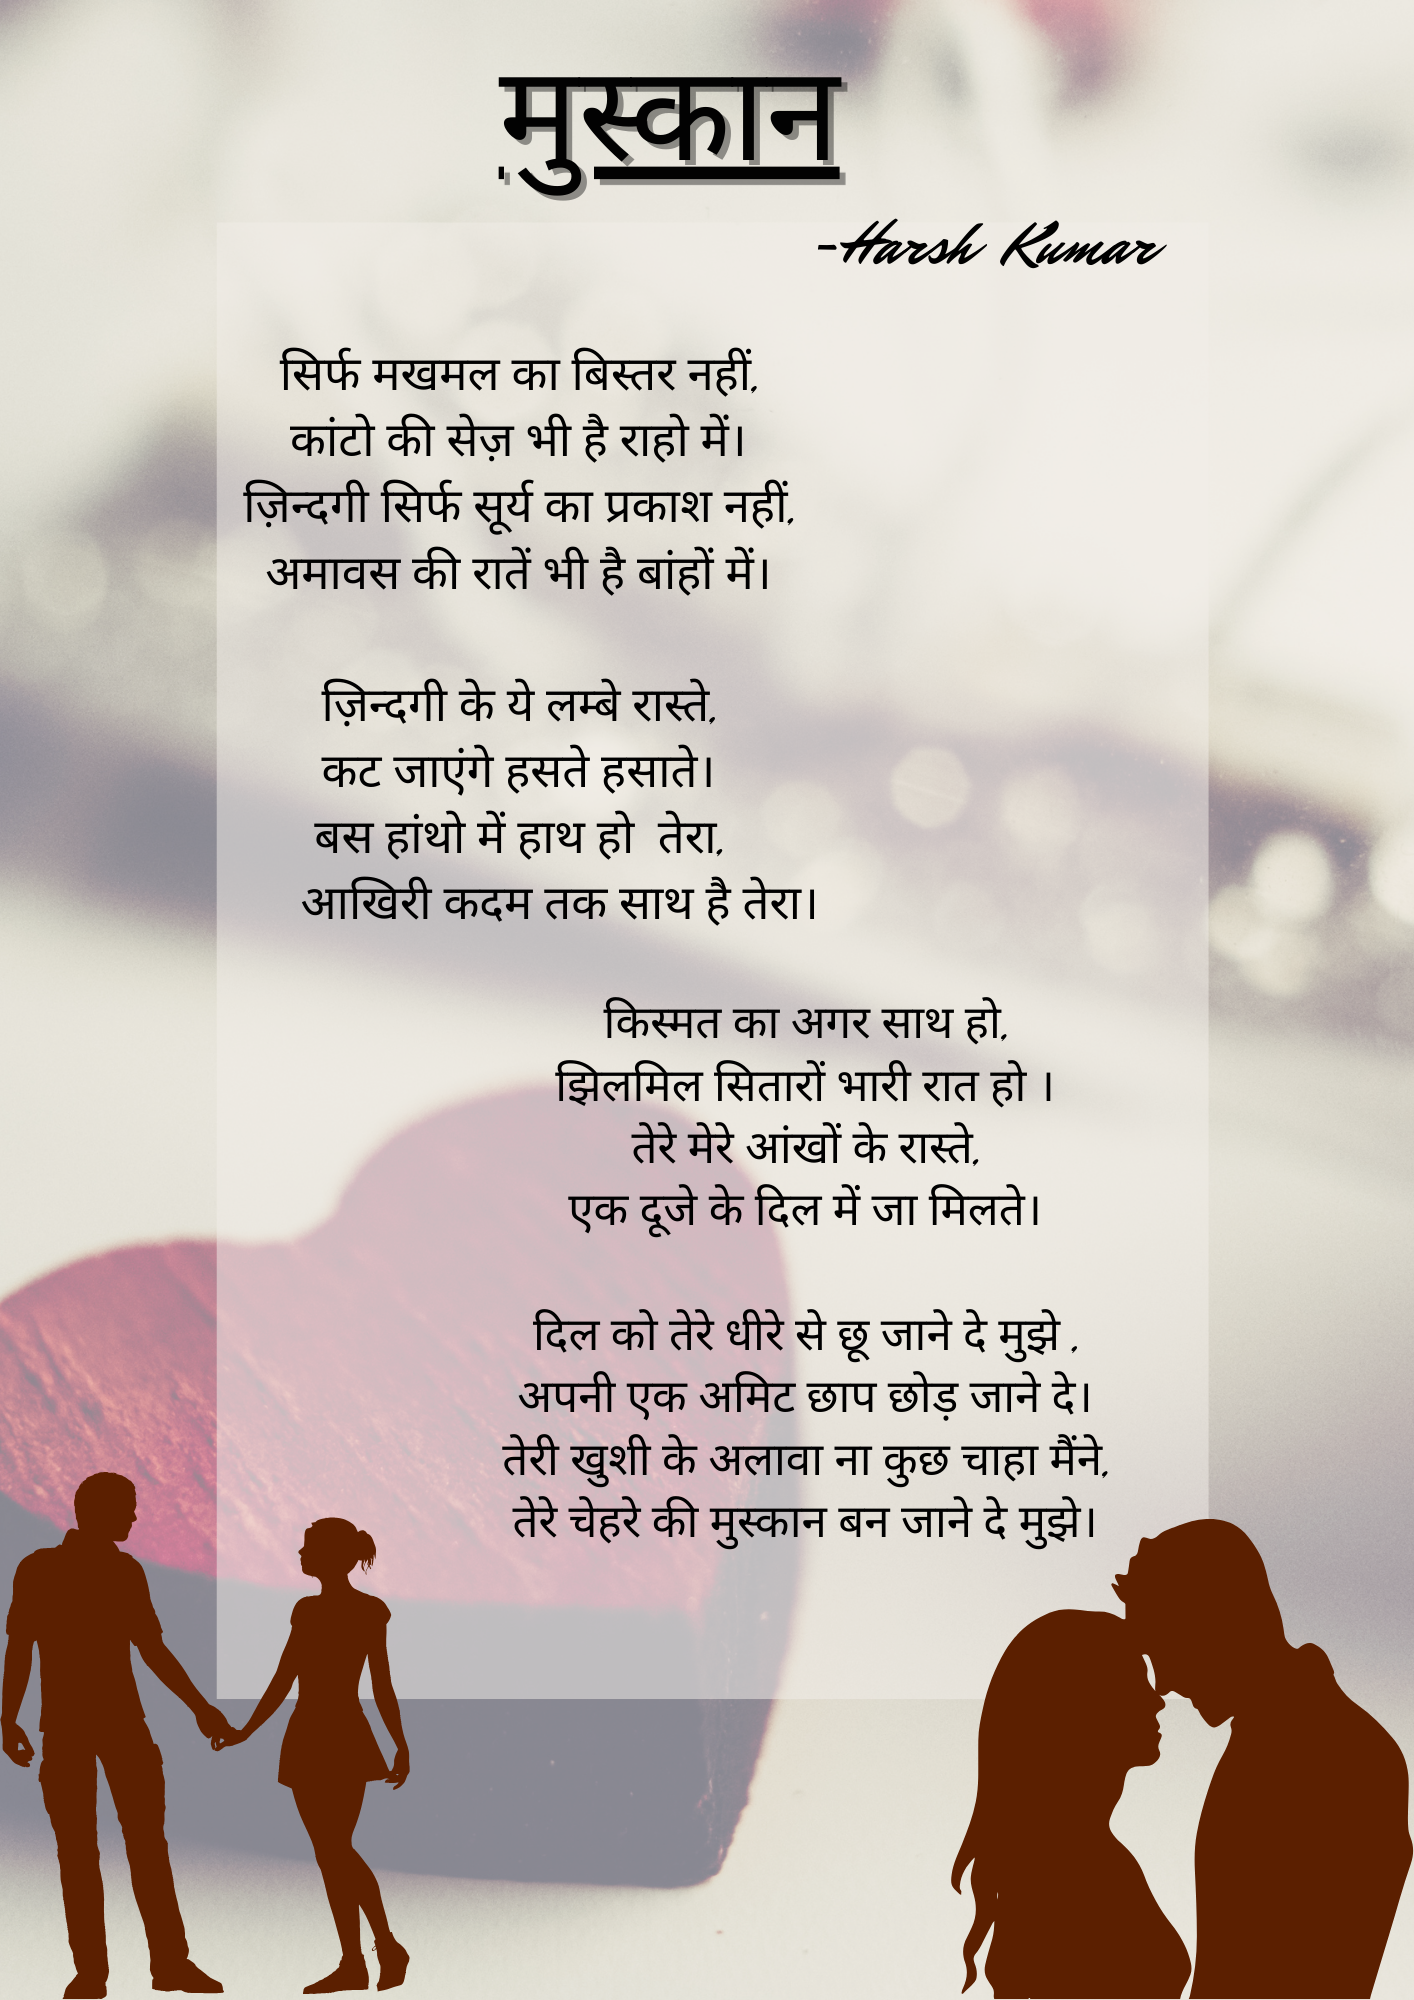 मुस्कान
-Harsh Kumar
सिर्फ मखमल का बिस्तर नहीं,
कांटो की सेज़ भी है राहो में।
ज़िन्दगी सिर्फ सूर्य का प्रकाश नहीं,
अमावस की रातें भी है बांहों में।
ज़िन्दगी के ये लम्बे रास्ते,
कट जाएंगे हसते हसाते।
बस हांथो में हाथ हो तेरा,
आखिरी कदम तक साथ है तेरा।
किस्मत का अगर साथ हो,
झिलमिल सितारों भारी रात हो ।
तेरे मेरे आंखों के रास्ते,
एक दूजे के दिल में जा मिलते।
दिल को तेरे धीरे से छू जाने दे मुझे ,
अपनी एक अमिट छाप छोड़ जाने दे।
तेरी खुशी के अलावा ना कुछ चाहा मैंने,
तेरे चेहरे की मुस्कान बन जाने दे मुझे।